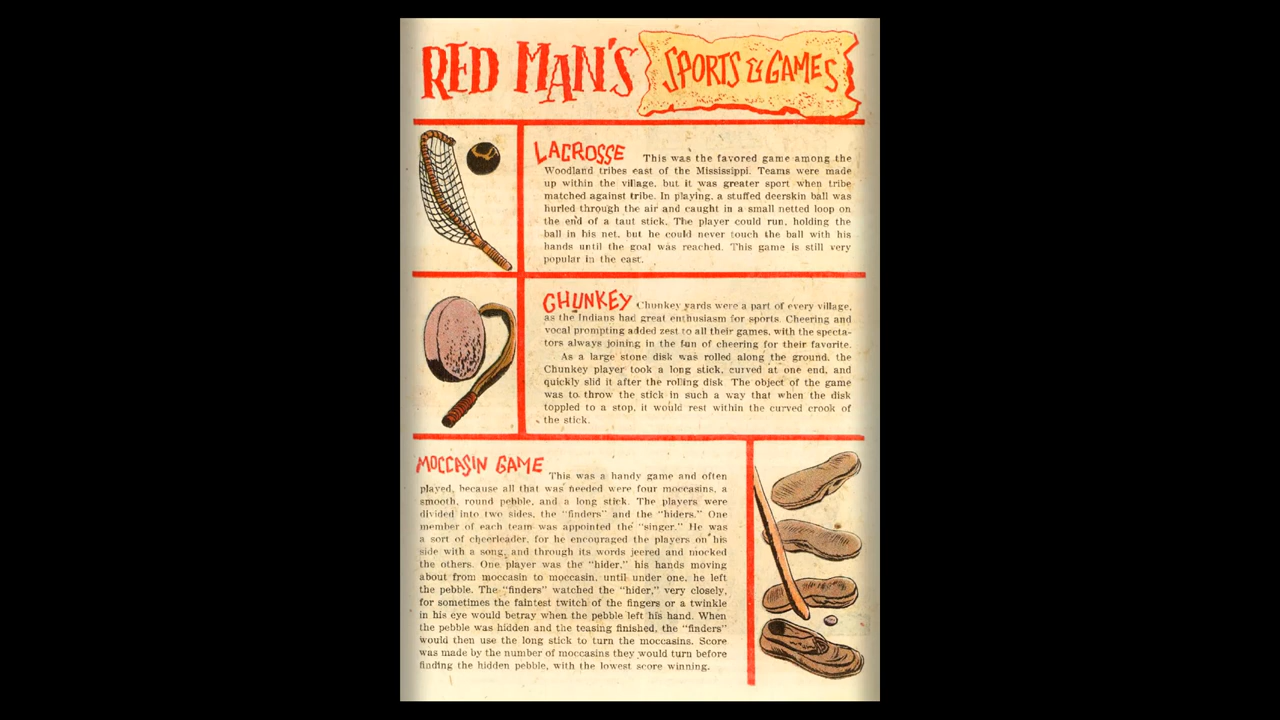 RED MAN'S SPORTS & GAMES
LACROSSE This was the favored game among the
Woodland tribes east of the Mississippi. Teams were made
up within the village, but it was greater sport when tribe
matched against tribe. In playing, a stuffed deerskin ball was
hurled through the air and caught in a small netted loop on
the end of a taut stick. The player could run, holding the
ball in his net, but he could never touch the ball with his
hands until the goal was reached. This game is still very
popular in the east.
CHUNKEY Chunkey yards were a part of every village,
as the Indians had great enthusiasm for sports. Cheering and
vocal prompting added zest to all their games, with the specta-
tors always joining in the fun of cheering for their favorite.
As a large stone disk was rolled along the ground, the
Chunkey player took a long stick, curved at one end, and
quickly slid it after the rolling disk. The object of the game
was to throw the stick in such a way that when the disk
toppled to a stop, it would rest within the curved crook of
the stick.
MOCCASIN GAME This was a handy game and often
played, because all that was needed were four moccasins, a
smooth, round pebble, and a long stick. The players were
divided into two sides, the "finders" and the "hiders." One
member of each team was appointed the "singer." He was
a sort of cheerleader, for he encouraged the players on his
side with a song, and through its words jeered and mocked
the others. One player was the "hider," his hands moving
about from moccasin to moccasin, until under one, he left
the pebble. The "finders" watched the "hider," very closely,
for sometimes the faintest twitch of the fingers or a twinkle
in his eye would betray when the pebble left his hand. When
the pebble was hidden and the teasing finished, the "finders"
would then use the long stick to turn the moccasins. Score
was made by the number of moccasins they would turn before
finding the hidden pebble, with the lowest score winning.